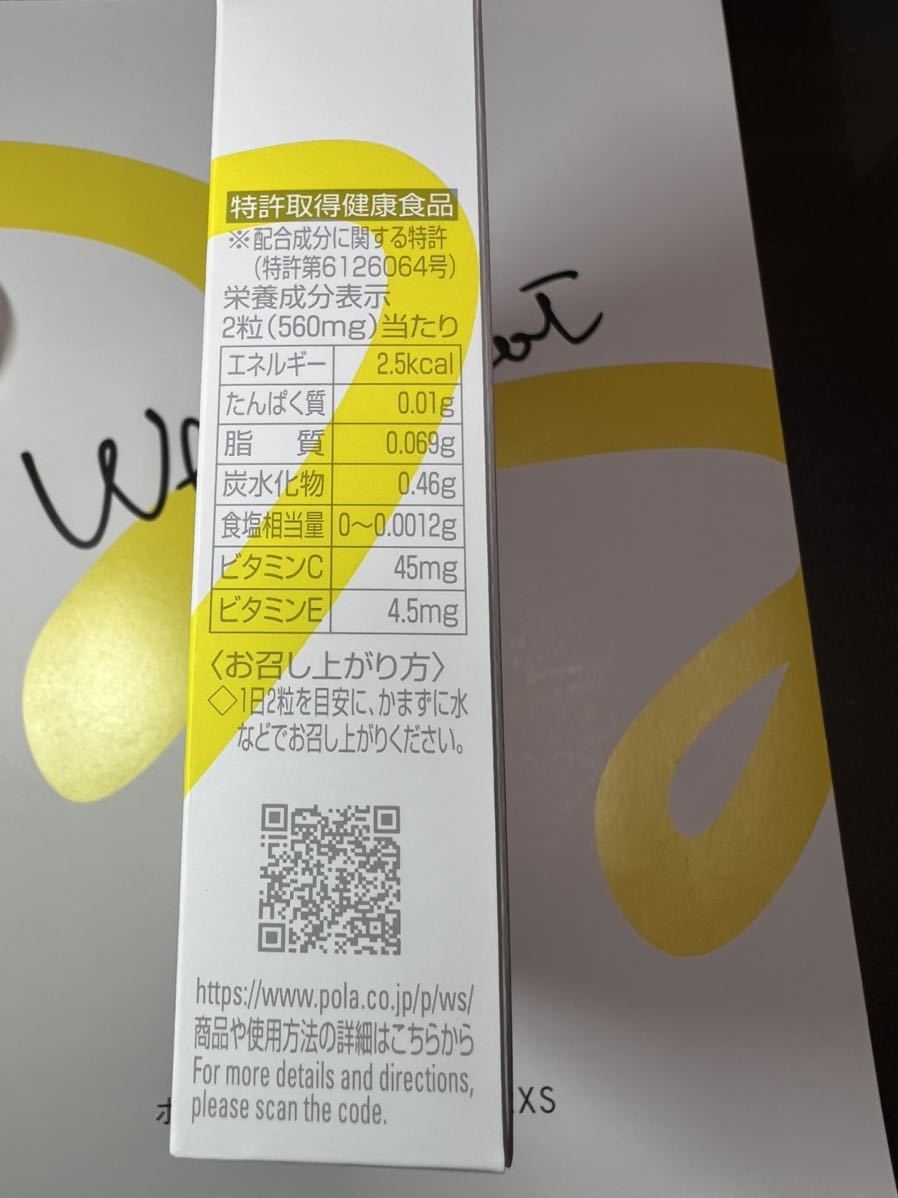 特許取得健康食品
※配合成分に関する特許
(特許第6126064号)
栄養成分表示
2粒(560mg)当たり
エネルギー 2.5kcal
たんぱく質 0.01g
脂 質 0.069g
炭水化物 0.46g
食塩相当量 0〜0.0012g
ビタミンC 45mg
ビタミンE 4.5mg
〈お召し上がり方〉
◇1日2粒を目安に、かまずに水
などでお召し上がりください。
https://www.pola.co.jp/p/ws/
商品や使用方法の詳細はこちらから
For more details and directions,
please scan the code.
XS